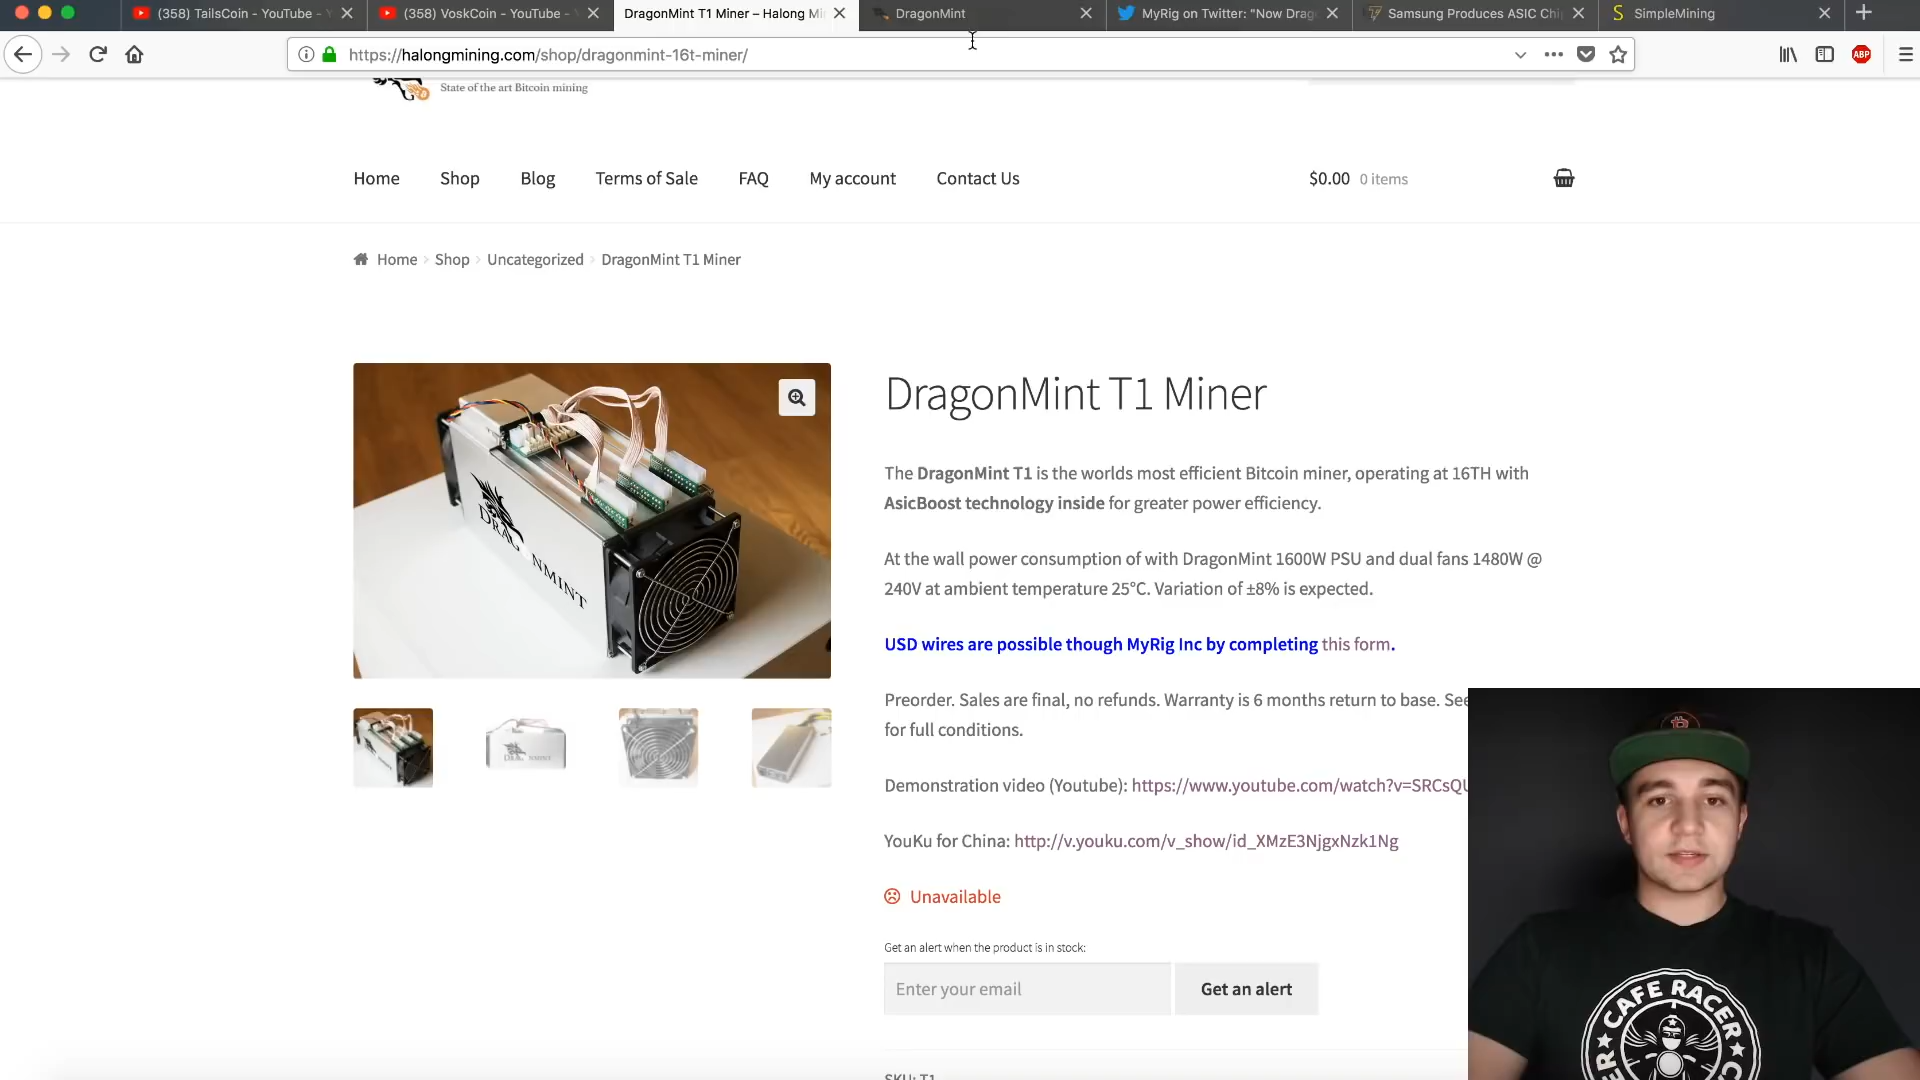 (358) TailsCoin - YouTube -
(358) VoskCoin - YouTube -
DragonMint T1 Miner – Halong Mi
DragonMint
MyRig on Twitter: "Now Drag
Samsung Produces ASIC Chi
SimpleMining
https://halongmining.com/shop/dragonmint-16t-miner/
ABP
State of the art Bitcoin mining
Home
Shop
Blog
Terms of Sale
FAQ
My account
Contact Us
$0.00 0 items
Home › Shop › Uncategorized › DragonMint T1 Miner
DRAGONMINT
DragonMint T1 Miner
The DragonMint T1 is the worlds most efficient Bitcoin miner, operating at 16TH with
AsicBoost technology inside for greater power efficiency.
At the wall power consumption of with DragonMint 1600W PSU and dual fans 1480W @
240V at ambient temperature 25°C. Variation of ±8% is expected.
USD wires are possible though MyRig Inc by completing this form.
Preorder. Sales are final, no refunds. Warranty is 6 months return to base. See
for full conditions.
Demonstration video (Youtube): https://www.youtube.com/watch?v=SRCsQU
YouKu for China: http://v.youku.com/v_show/id_XMzE3NjgxNzk1Ng
Unavailable
Get an alert when the product is in stock:
Enter your email
Get an alert
SKU: T1
CAFE RACER